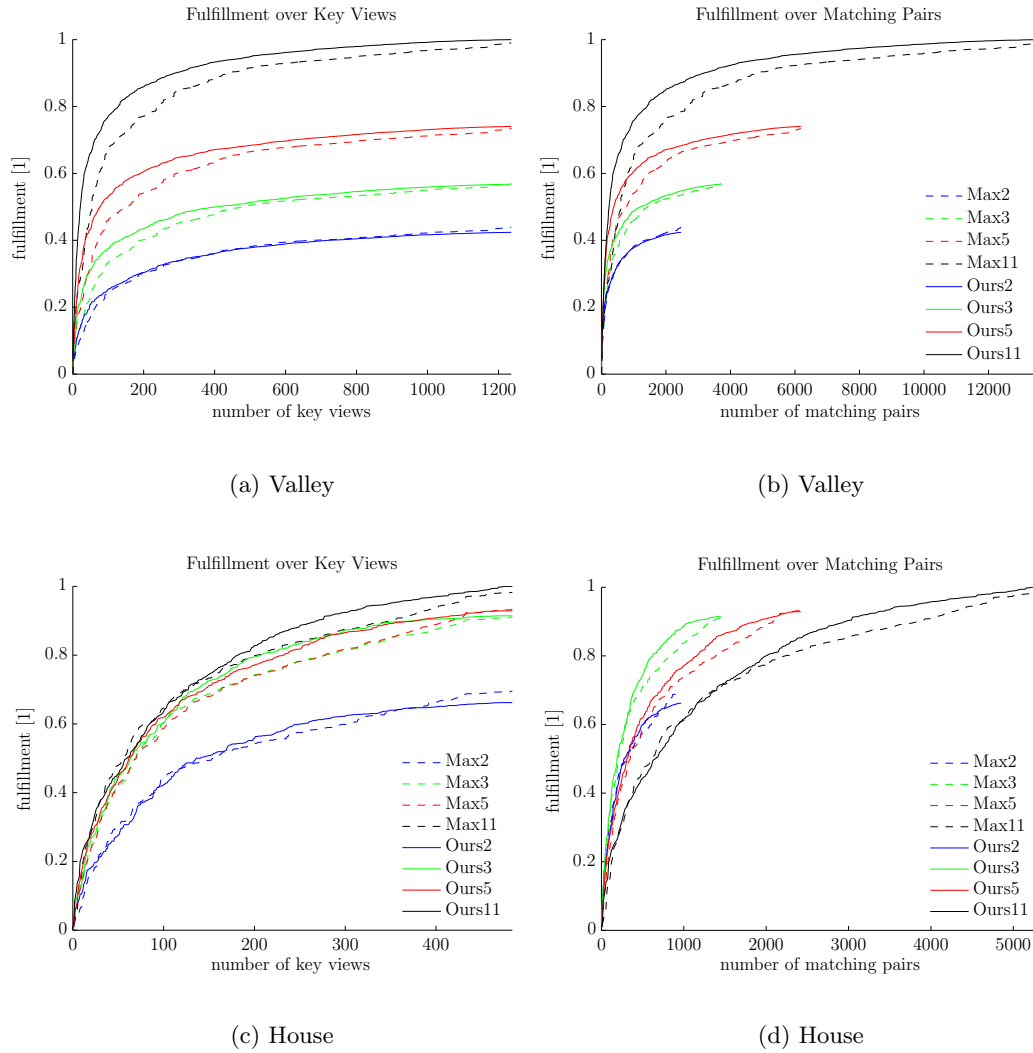 Fulfillment over Key Views
1
0.8
0.6
0.4
0.2
0
fulfillment [1]
0 200 400 600 800 1000 1200
number of key views
(a) Valley
Fulfillment over Matching Pairs
1
0.8
0.6
0.4
0.2
0
fulfillment [1]
Max2
Max3
Max5
Max11
Ours2
Ours3
Ours5
Ours11
0 2000 4000 6000 8000 10000 12000
number of matching pairs
(b) Valley
Fulfillment over Key Views
1
0.8
0.6
0.4
0.2
0
fulfillment [1]
Max2
Max3
Max5
Max11
Ours2
Ours3
Ours5
Ours11
0 100 200 300 400
number of key views
(c) House
Fulfillment over Matching Pairs
1
0.8
0.6
0.4
0.2
0
fulfillment [1]
Max2
Max3
Max5
Max11
Ours2
Ours3
Ours5
Ours11
0 1000 2000 3000 4000 5000
number of matching pairs
(d) House